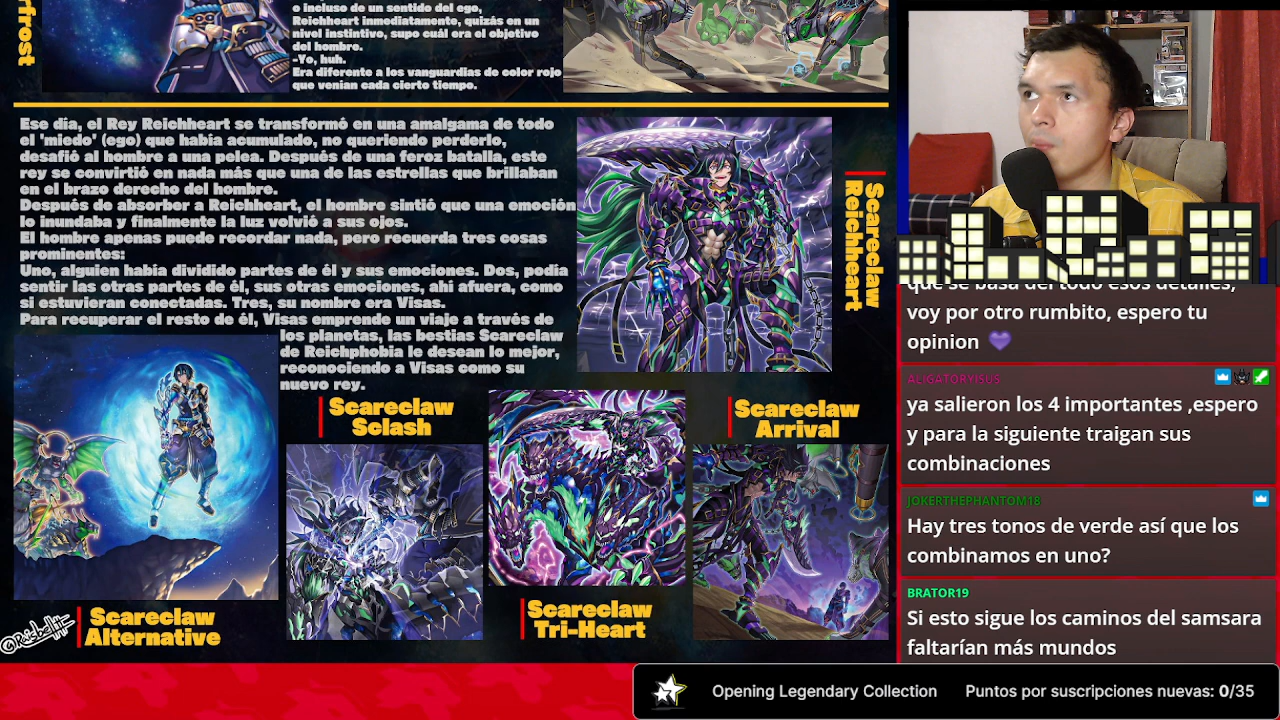 rfrost
o incluso de un sentido del ego,
Reichheart inmediatamente, quizás en un
nivel instintivo, supo cuál era el objetivo
del hombre.
-Yo, huh.
Era diferente a los vanguardias de color rojo
que venían cada cierto tiempo.
Ese día, el Rey Reichheart se transformó en una amalgama de todo
el 'miedo' (ego) que había acumulado, no queriendo perderlo,
desafió al hombre a una pelea. Después de una feroz batalla, este
rey se convirtió en nada más que una de las estrellas que brillaban
en el brazo derecho del hombre.
Después de absorber a Reichheart, el hombre sintió que una emoción
lo inundaba y finalmente la luz volvió a sus ojos.
El hombre apenas puede recordar nada, pero recuerda tres cosas
prominentes:
Uno, alguien había dividido partes de él y sus emociones. Dos, podía
sentir las otras partes de él, sus otras emociones, ahí afuera, como
si estuvieran conectadas. Tres, su nombre era Visas.
Para recuperar el resto de él, Visas emprende un viaje a través de
los planetas, las bestias Scareclaw
de Reichphobia le desean lo mejor,
reconociendo a Visas como su
nuevo rey.
Scareclaw
Reichheart
Scareclaw
Sclash
Scareclaw
Arrival
Scareclaw
Tri-Heart
Scareclaw
Alternative
que se basa del todo esos detalles,
voy por otro rumbito, espero tu
opinion 💜
ALIGATORYISUS
ya salieron los 4 importantes ,espero
y para la siguiente traigan sus
combinaciones
JOKERTHEPHANTOM18
Hay tres tonos de verde así que los
combinamos en uno?
BRATOR19
Si esto sigue los caminos del samsara
faltarían más mundos
Opening Legendary Collection Puntos por suscripciones nuevas: 0/35